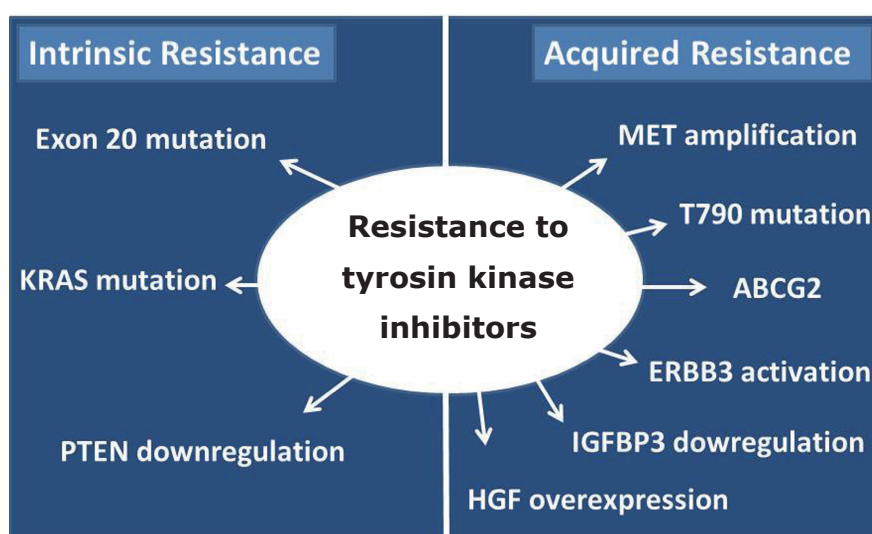 Intrinsic Resistance
Exon 20 mutation
KRAS mutation
PTEN downregulation
Resistance to
tyrosin kinase
inhibitors
Acquired Resistance
MET amplification
T790 mutation
ABCG2
ERBB3 activation
IGFBP3 dowregulation
HGF overexpression